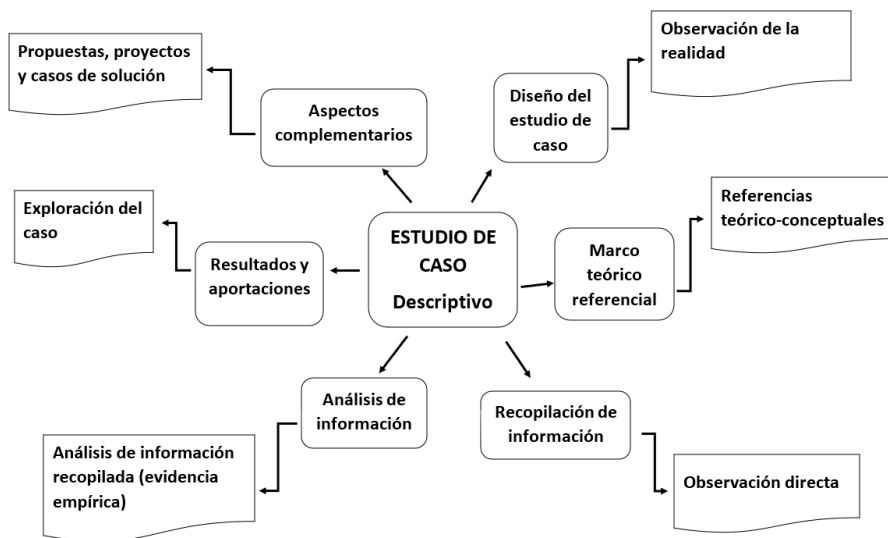 Propuestas, proyectos
y casos de solución
Aspectos
complementarios
Diseño del
estudio de
caso
Observación de la
realidad
Exploración del
caso
Resultados y
aportaciones
ESTUDIO DE
CASO
Descriptivo
Marco
teórico
referencial
Referencias
teórico-conceptuales
Análisis de
información
Recopilación de
información
Análisis de información
recopilada (evidencia
empírica)
Observación directa